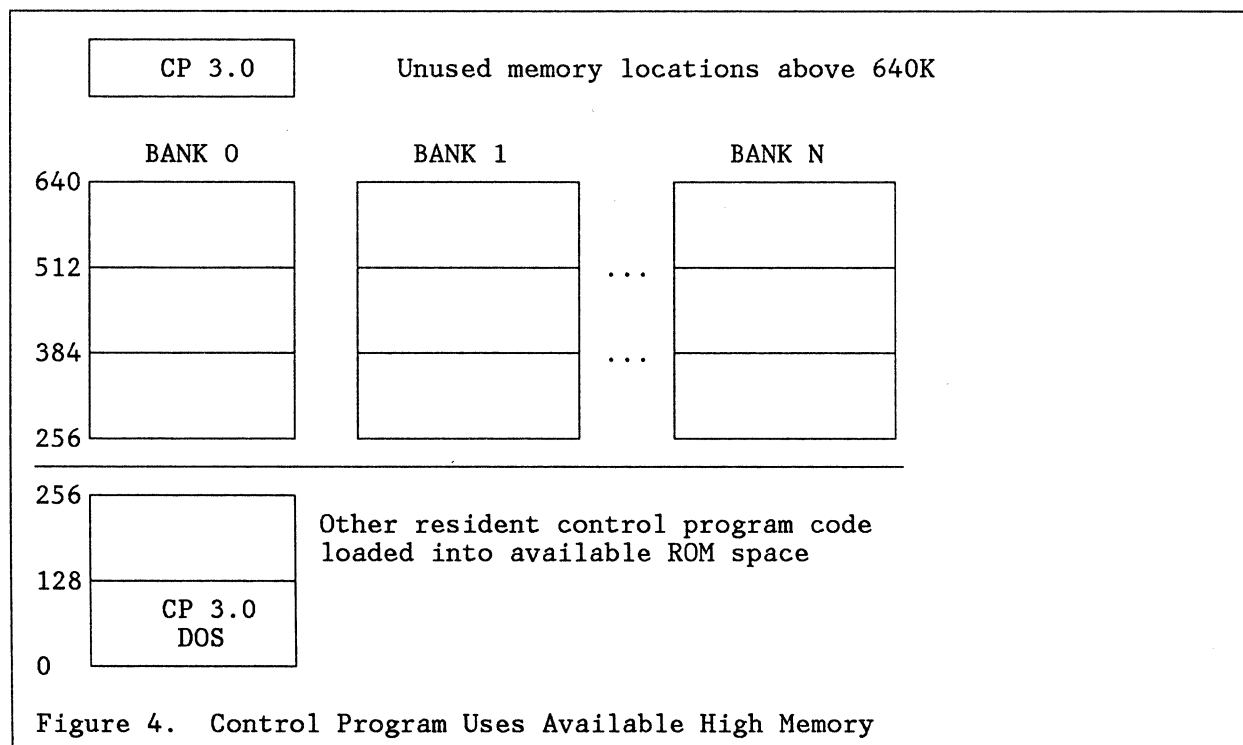 CP 3.0 Unused memory locations above 640K
BANK 0 BANK 1 BANK N
640
512 ...
384 ...
256
256
Other resident control program code
loaded into available ROM space
128
CP 3.0
DOS
0
Figure 4. Control Program Uses Available High Memory